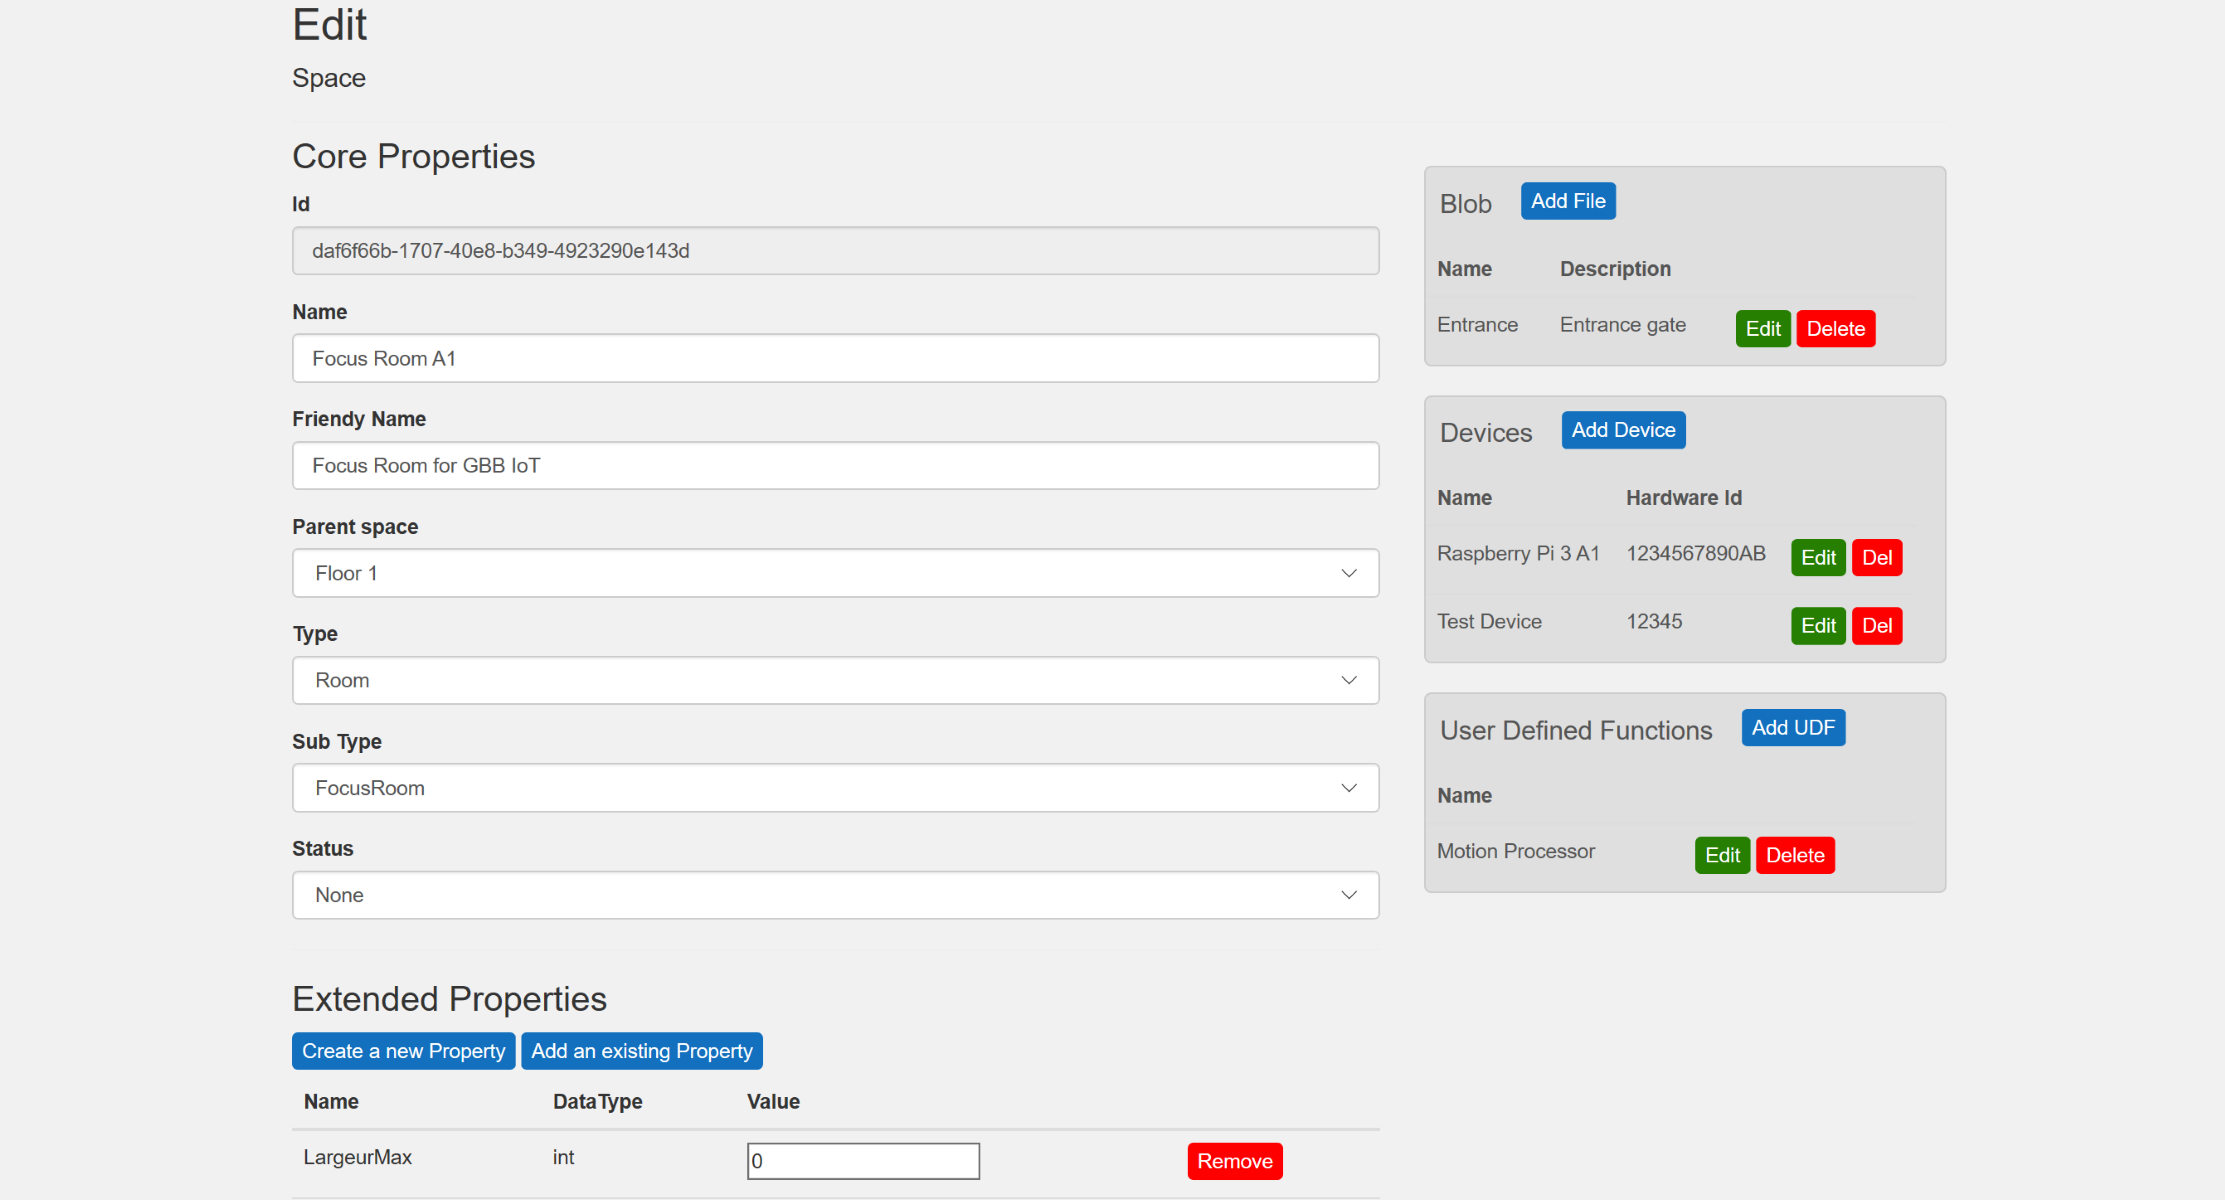 Edit
Space
Core Properties
Id
daf6f66b-1707-40e8-b349-4923290e143d
Name
Focus Room A1
Friendy Name
Focus Room for GBB IoT
Parent space
Floor 1
Type
Room
Sub Type
FocusRoom
Status
None
Extended Properties
Create a new Property Add an existing Property
Name DataType Value
LargeurMax int 0 Remove
Blob Add File
Name Description
Entrance Entrance gate Edit Delete
Devices Add Device
Name Hardware Id
Raspberry Pi 3 A1 1234567890AB Edit Del
Test Device 12345 Edit Del
User Defined Functions Add UDF
Name
Motion Processor Edit Delete